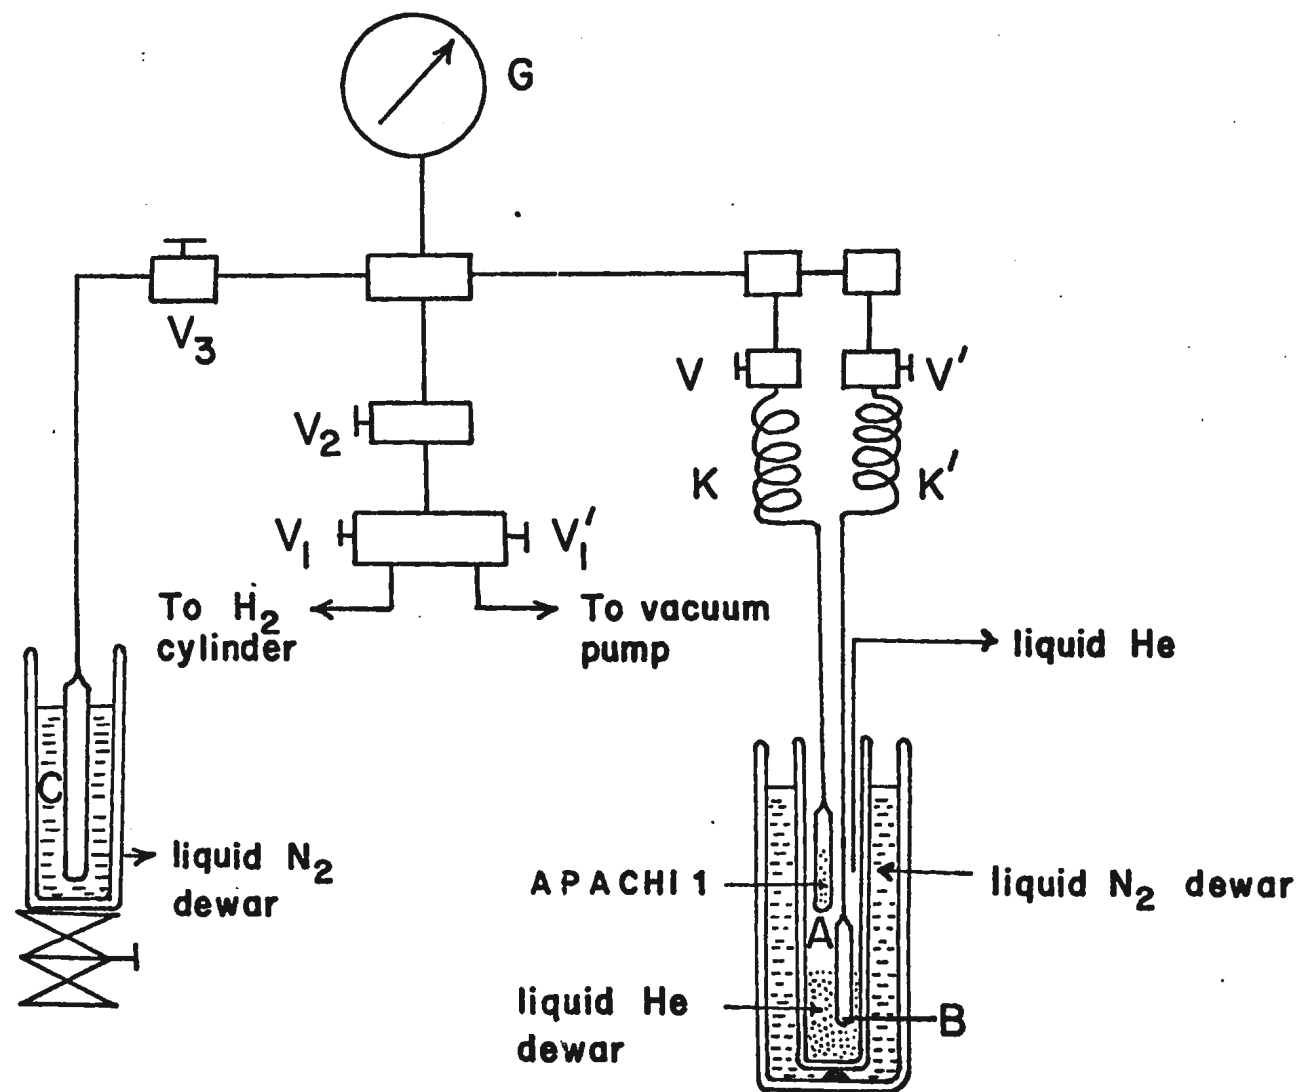 G
V3
V
V'
V2
K
K'
V1
V1'
To H2
cylinder
To vacuum
pump
liquid He
C
liquid N2
dewar
APACHI 1
liquid N2 dewar
A
liquid He
dewar
B